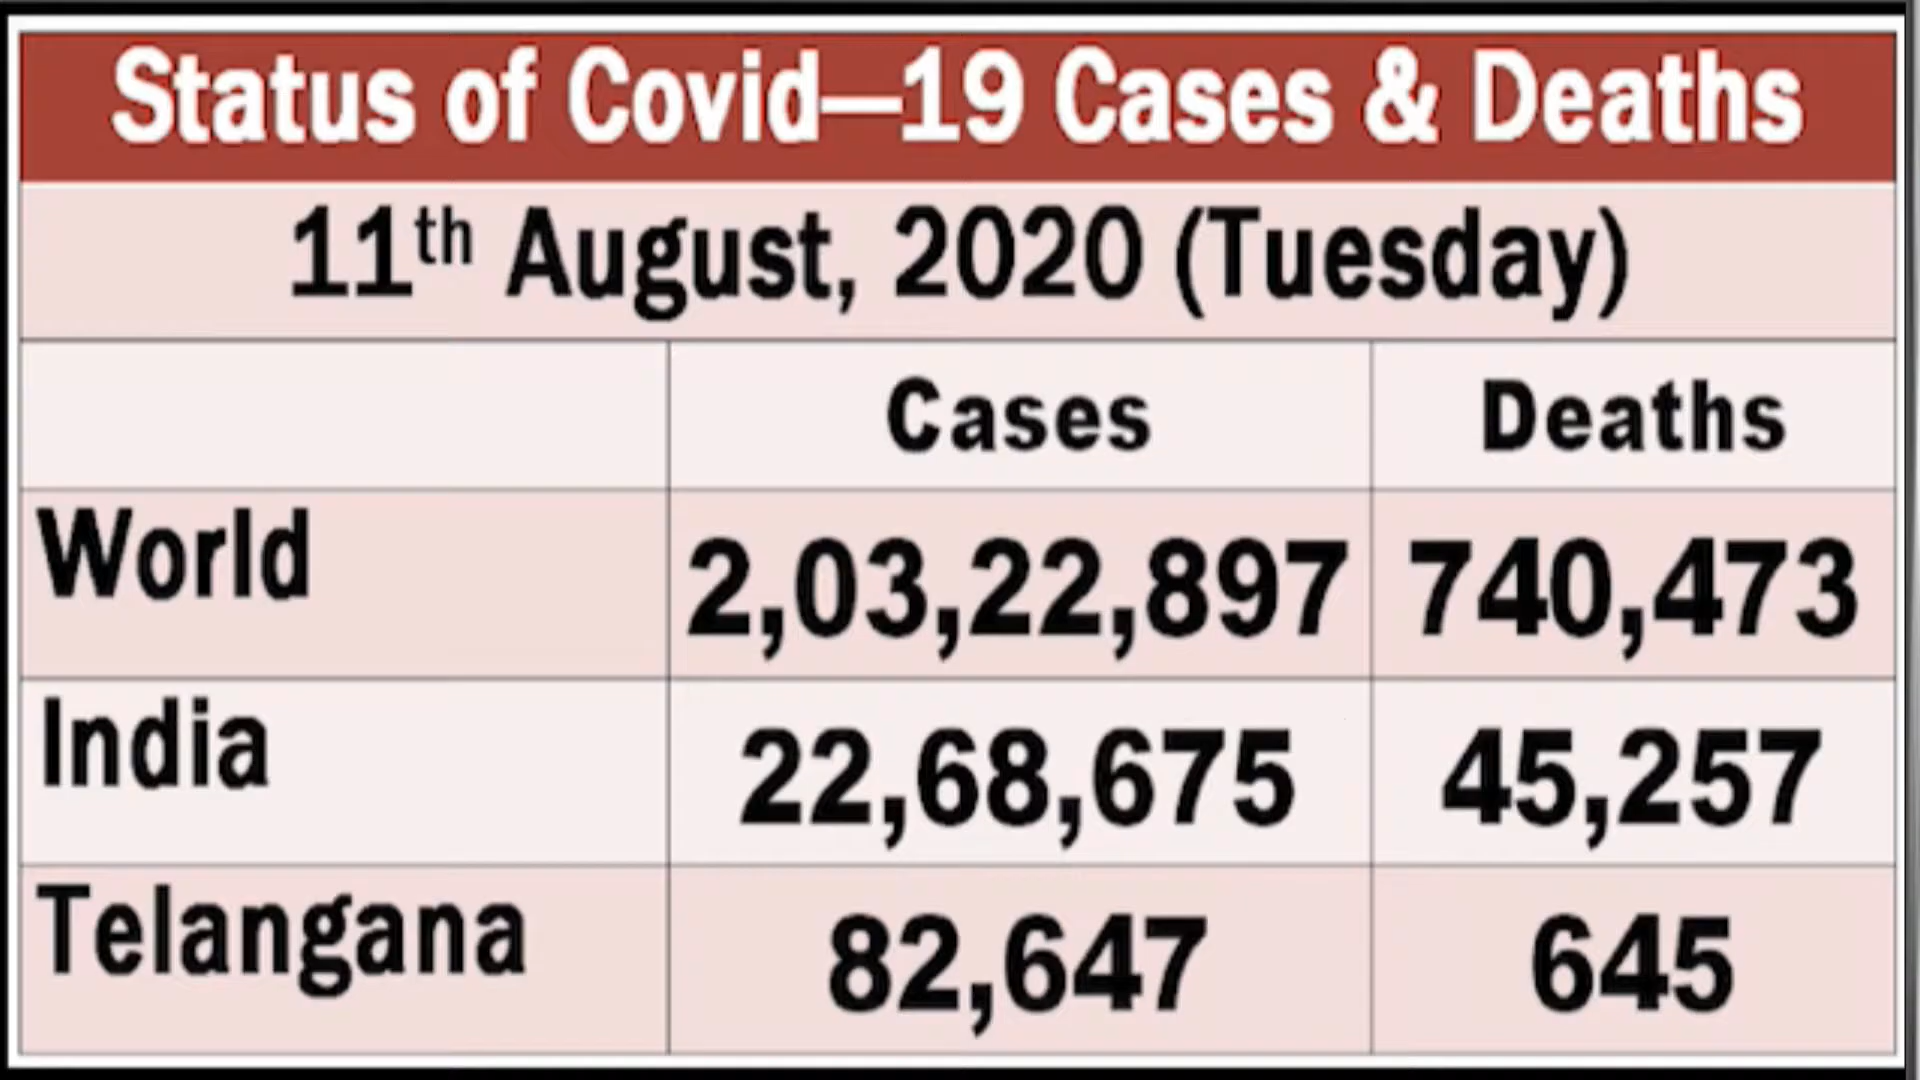 Status of Covid—19 Cases & Deaths
11th August, 2020 (Tuesday)
Cases Deaths
World 2,03,22,897 740,473
India 22,68,675 45,257
Telangana 82,647 645